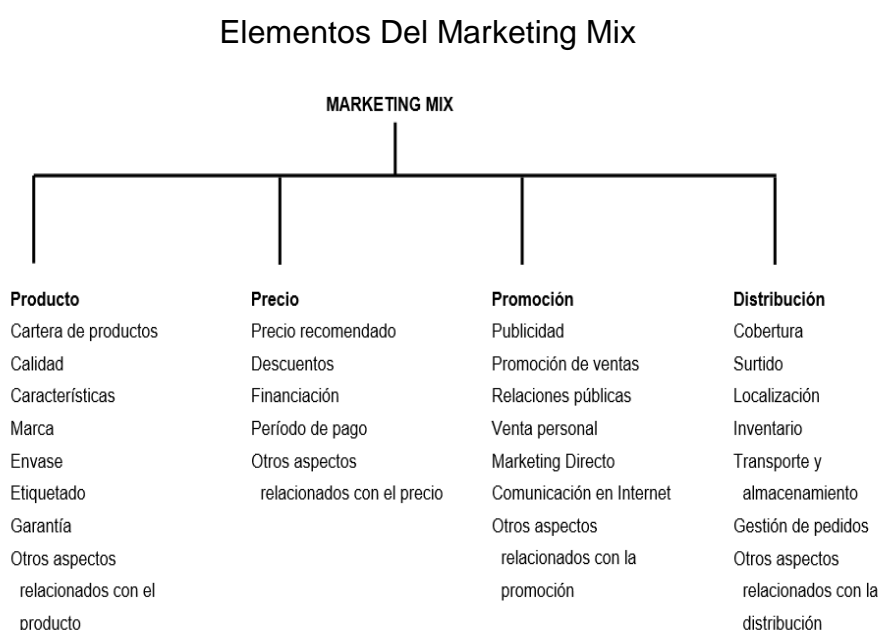 Elementos Del Marketing Mix
MARKETING MIX
Producto
Cartera de productos
Calidad
Características
Marca
Envase
Etiquetado
Garantía
Otros aspectos
relacionados con el
producto
Precio
Precio recomendado
Descuentos
Financiación
Período de pago
Otros aspectos
relacionados con el precio
Promoción
Publicidad
Promoción de ventas
Relaciones públicas
Venta personal
Marketing Directo
Comunicación en Internet
Otros aspectos
relacionados con la
promoción
Distribución
Cobertura
Surtido
Localización
Inventario
Transporte y
almacenamiento
Gestión de pedidos
Otros aspectos
relacionados con la
distribución